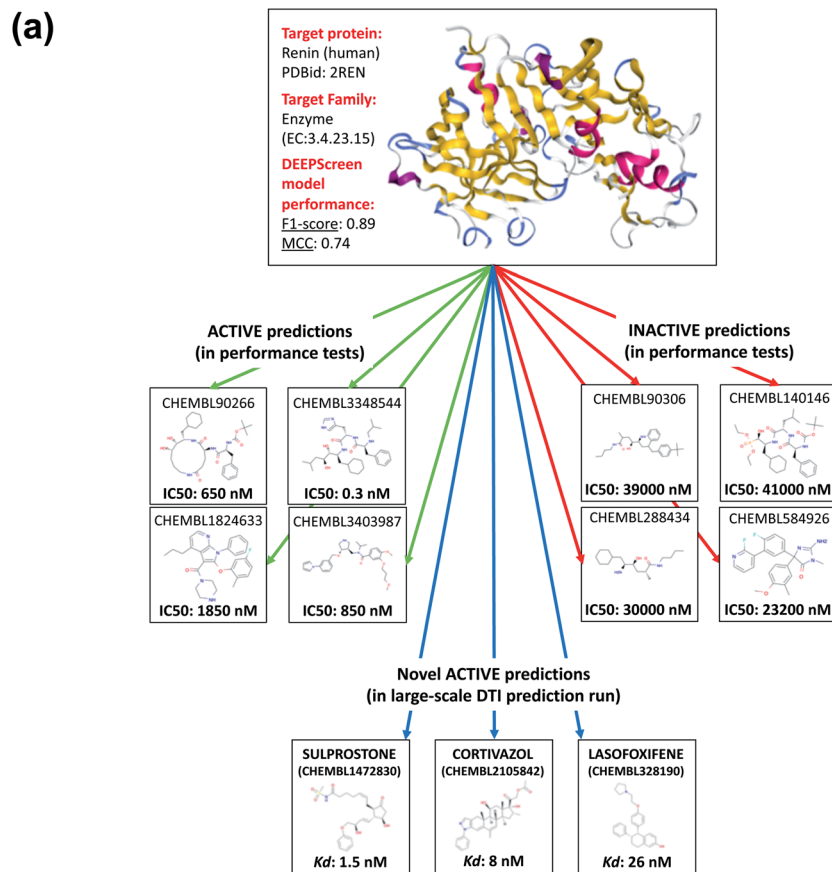 (a)
Target protein:
Renin (human)
PDBid: 2REN
Target Family:
Enzyme
(EC:3.4.23.15)
DEEPScreen
model
performance:
F1-score: 0.89
MCC: 0.74
ACTIVE predictions
(in performance tests)
INACTIVE predictions
(in performance tests)
CHEMBL90266
IC50: 650 nM
CHEMBL3348544
IC50: 0.3 nM
CHEMBL90306
IC50: 39000 nM
CHEMBL140146
IC50: 41000 nM
CHEMBL1824633
IC50: 1850 nM
CHEMBL3403987
IC50: 850 nM
CHEMBL288434
IC50: 30000 nM
CHEMBL584926
IC50: 23200 nM
Novel ACTIVE predictions
(in large-scale DTI prediction run)
SULPROSTONE
(CHEMBL1472830)
Kd: 1.5 nM
CORTIVAZOL
(CHEMBL2105842)
Kd: 8 nM
LASOFOXIFENE
(CHEMBL328190)
Kd: 26 nM